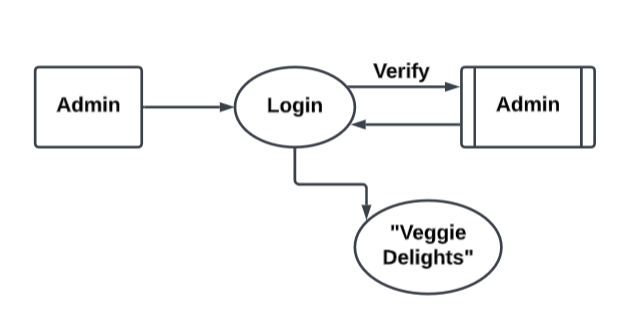 Verify
Admin
Login
Admin
"Veggie
Delights"